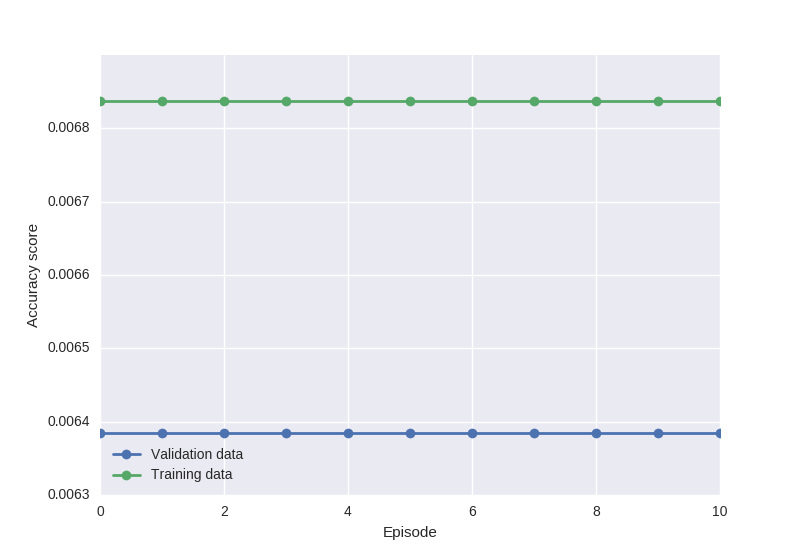 0.0068
0.0067
0.0066
0.0065
0.0064
0.0063
Accuracy score
Validation data
Training data
0 2 4 6 8 10
Episode